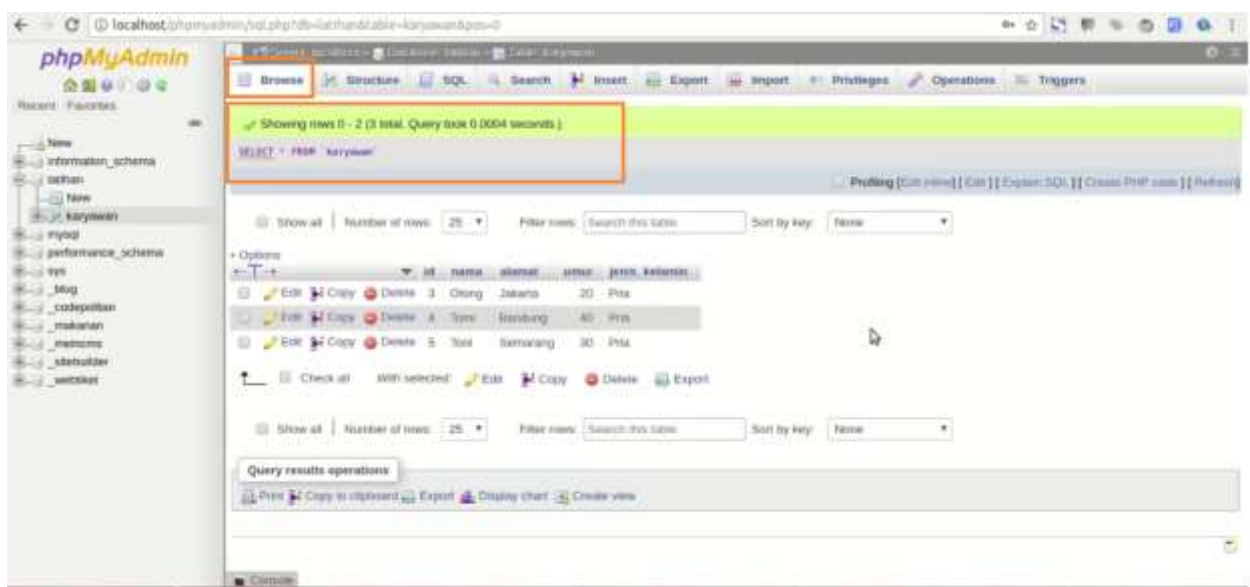 localhost/phpmyadmin/sql.php?db=latihan&table=karyawan&pos=0
phpMyAdmin
Recent Favorites
New
information_schema
latihan
New
karyawan
mysql
performance_schema
sys
_blog
_codepolitan
_makanan
_sitebuilder
Browse Structure SQL Search Insert Export Import Privileges Operations Triggers
Showing rows 0 - 2 (3 total, Query took 0.0004 seconds.)
SELECT * FROM `karyawan`
Profiling [Edit inline] [ Edit ] [ Explain SQL ] [ Create PHP code ] [ Refresh]
Show all | Number of rows: 25 Filter rows: Search this table Sort by key: None
+ Options
id nama alamat umur jenis_kelamin
Edit Copy Delete 3 Jakarta 20 Pria
Edit Copy Delete 4 Tomi Bandung 40 Pria
Edit Copy Delete 5 Semarang 30 Pria
Check all With selected: Edit Copy Delete Export
Show all | Number of rows: 25 Filter rows: Search this table Sort by key: None
Query results operations
Print Copy to clipboard Export Display chart Create view
Console